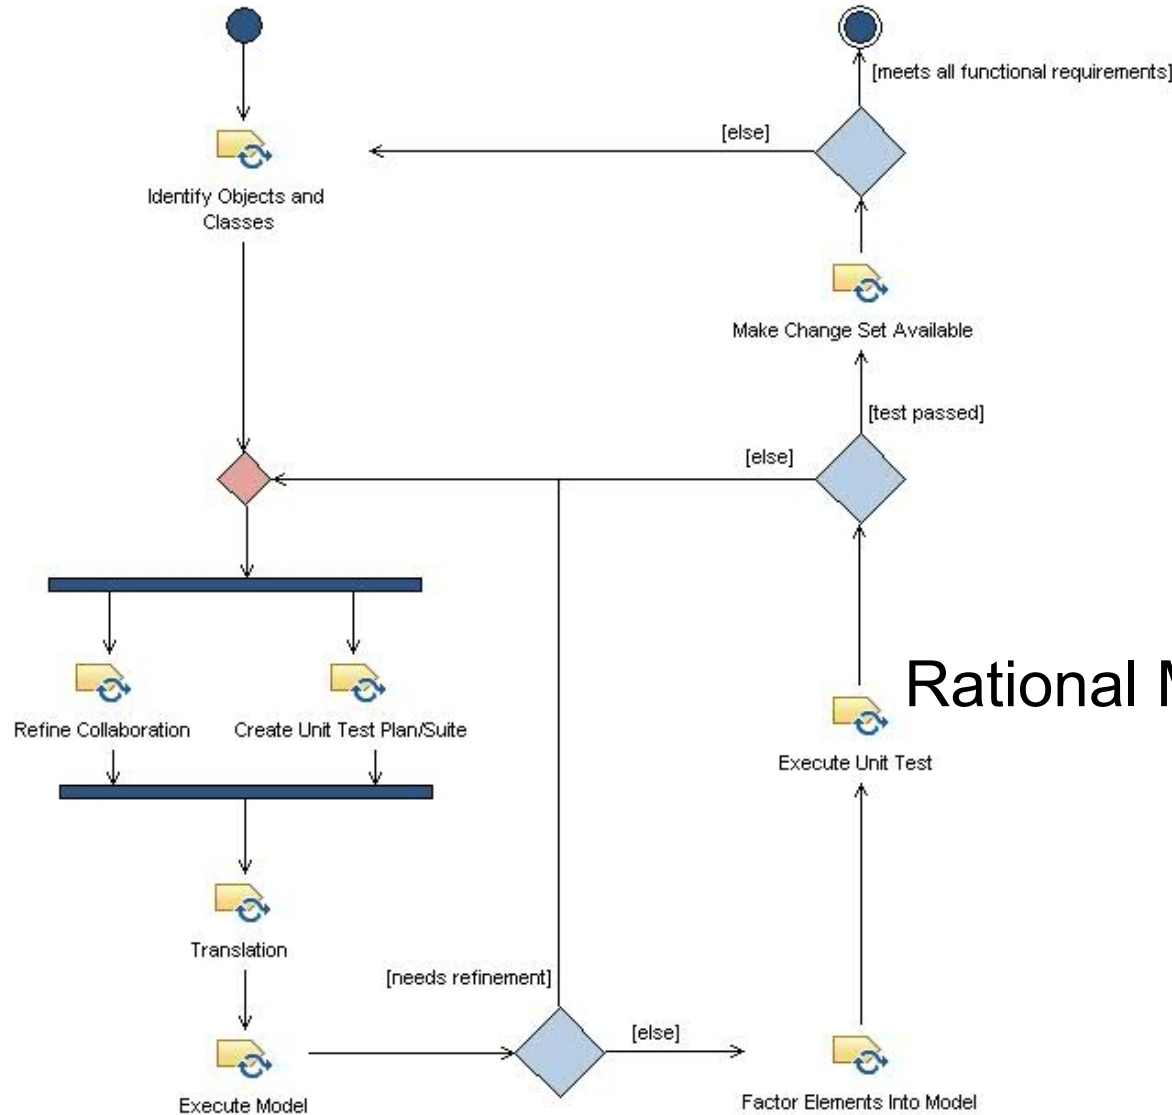 [meets all functional requirements]
[else]
Identify Objects and
Classes
Make Change Set Available
[test passed]
[else]
Rational M
Refine Collaboration
Create Unit Test Plan/Suite
Execute Unit Test
Translation
[needs refinement]
[else]
Execute Model
Factor Elements Into Model